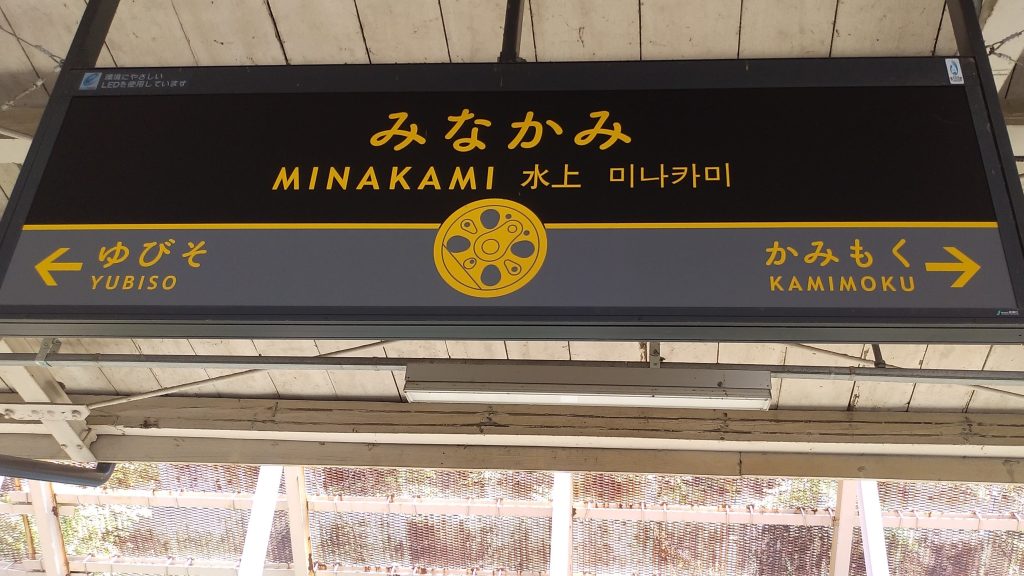 環境にやさしい
LEDを使用しています
みなかみ
MINAKAMI 水上 미나카미
ゆびそ
YUBISO
かみもく
KAMIMOKU